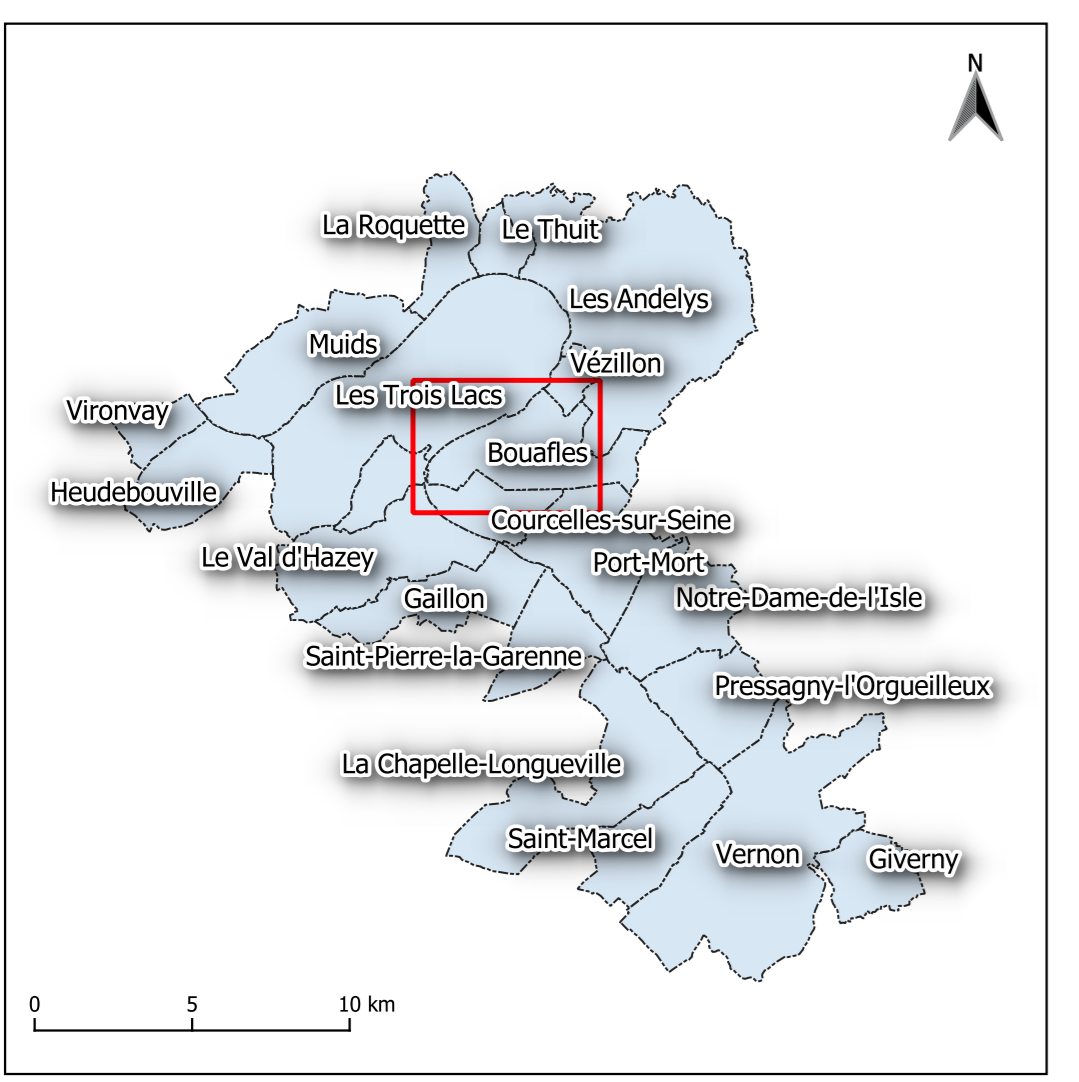 N
La Roquette
Le Thuit
Les Andelys
Muids
Vézillon
Les Trois Lacs
Vironvay
Bouafles
Heudebouville
Courcelles-sur-Seine
Le Val d'Hazey
Port-Mort
Gaillon
Notre-Dame-de-l'Isle
Saint-Pierre-la-Garenne
Pressagny-l'Orgueilleux
La Chapelle-Longueville
Saint-Marcel
Vernon
Giverny
0 5 10 km